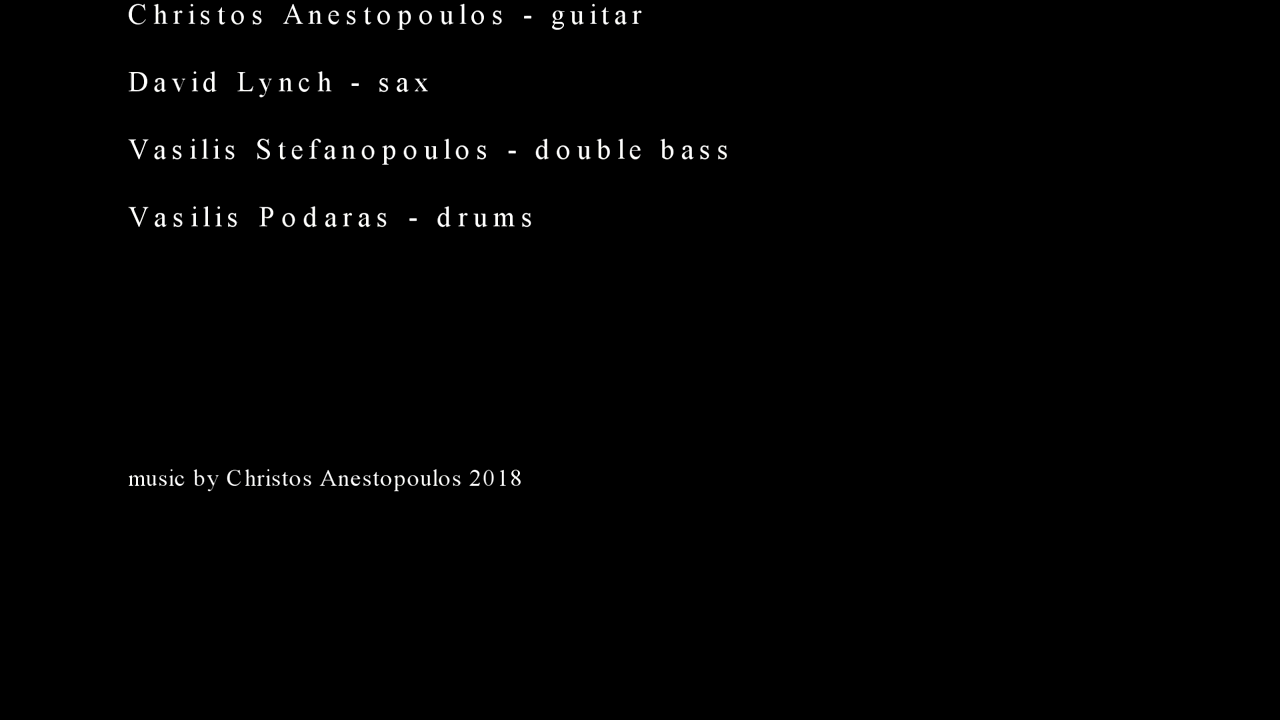 Christos Anestopoulos - guitar
David Lynch - sax
Vasilis Stefanopoulos - double bass
Vasilis Podaras - drums
music by Christos Anestopoulos 2018